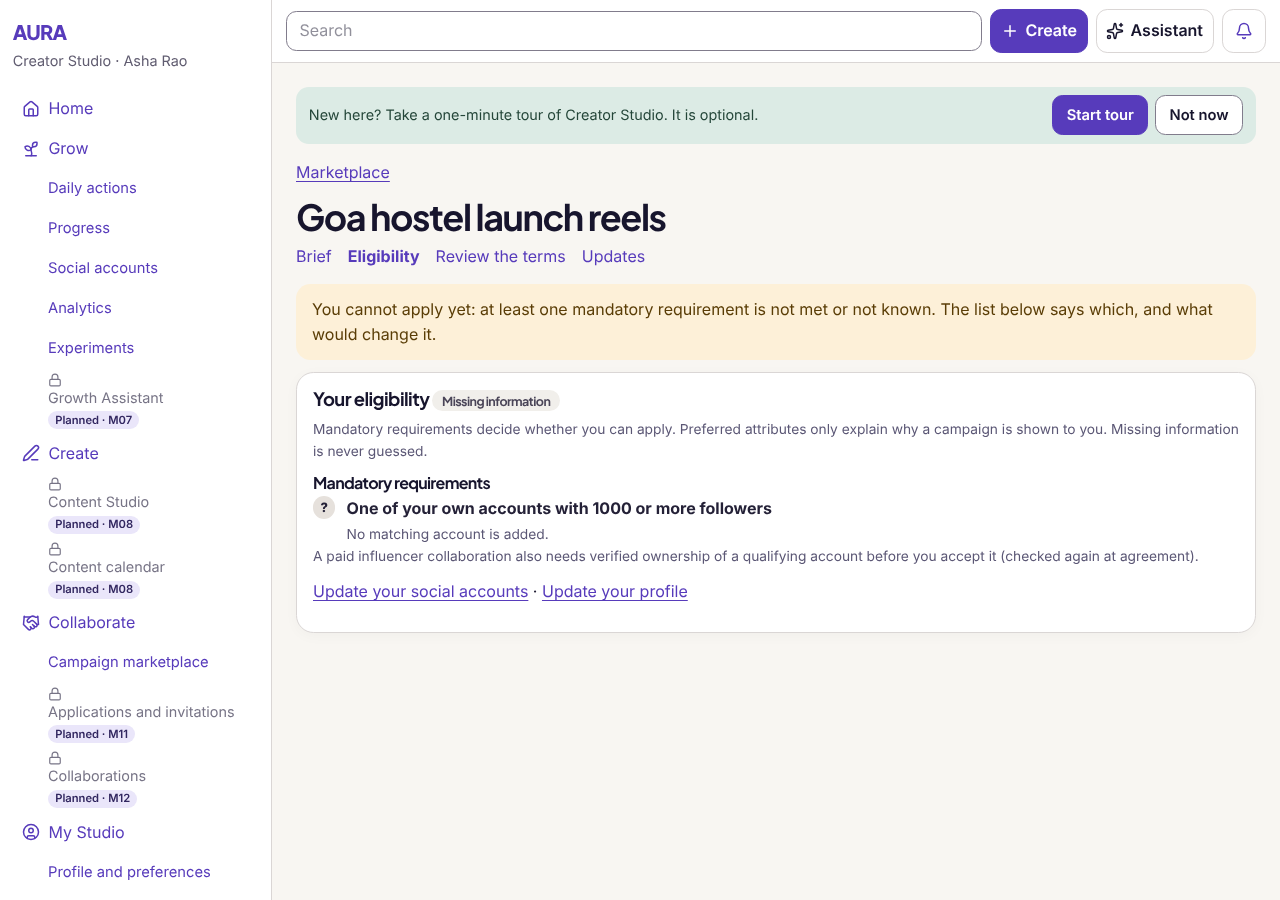 AURA
Creator Studio · Asha Rao
Home
Grow
Daily actions
Progress
Social accounts
Analytics
Experiments
Growth Assistant
Planned · M07
Create
Content Studio
Planned · M08
Content calendar
Planned · M08
Collaborate
Campaign marketplace
Applications and invitations
Planned · M11
Collaborations
Planned · M12
My Studio
Profile and preferences
Search
Create
Assistant
New here? Take a one-minute tour of Creator Studio. It is optional.
Start tour
Not now
Marketplace
Goa hostel launch reels
Brief Eligibility Review the terms Updates
You cannot apply yet: at least one mandatory requirement is not met or not known. The list below says which, and what
would change it.
Your eligibility Missing information
Mandatory requirements decide whether you can apply. Preferred attributes only explain why a campaign is shown to you. Missing information
is never guessed.
Mandatory requirements
? One of your own accounts with 1000 or more followers
No matching account is added.
A paid influencer collaboration also needs verified ownership of a qualifying account before you accept it (checked again at agreement).
Update your social accounts · Update your profile